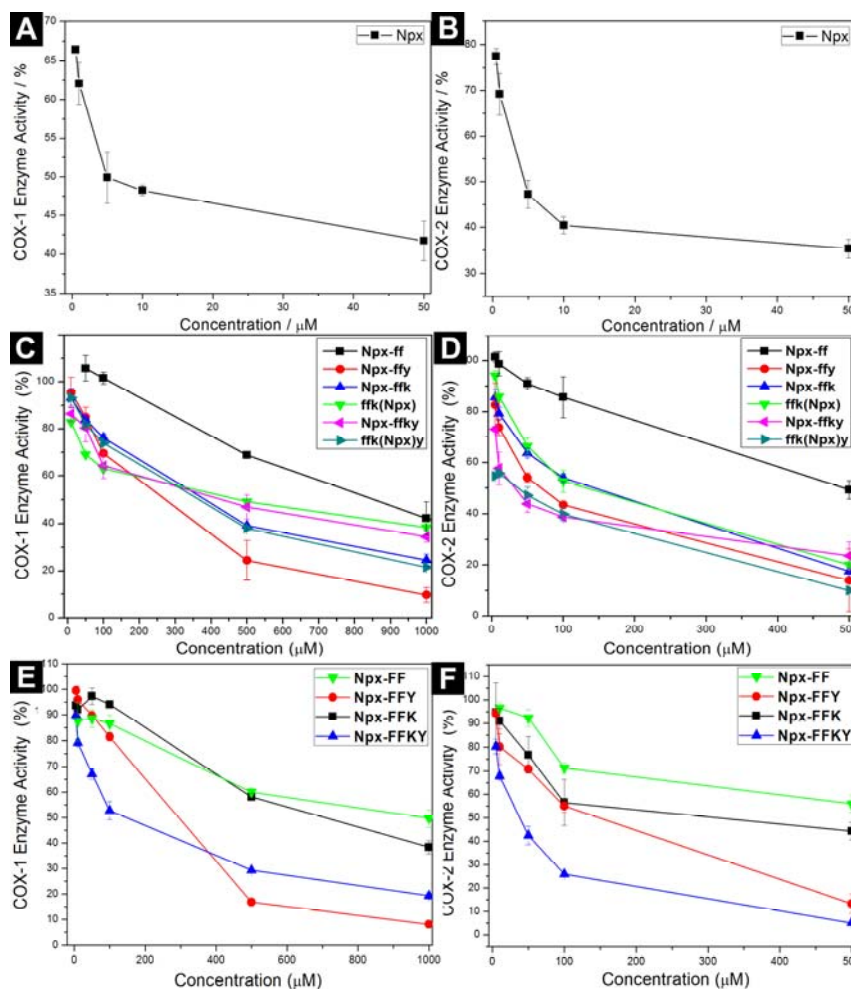 A
Npx
COX-1 Enzyme Activity / %
70
65
60
55
50
45
40
35
0 10 20 30 40 50
Concentration / μM
B
Npx
COX-2 Enzyme Activity / %
80
70
60
50
40
30
0 10 20 30 40 50
Concentration / μM
C
Npx-ff
Npx-ffy
Npx-ffk
ffk(Npx)
Npx-ffky
ffk(Npx)y
COX-1 Enzyme Activity (%)
100
80
60
40
20
0
0 100 200 300 400 500 600 700 800 900 1000
Concentration (μM)
D
Npx-ff
Npx-ffy
Npx-ffk
ffk(Npx)
Npx-ffky
ffk(Npx)y
COX-2 Enzyme Activity (%)
100
80
60
40
20
0
0 100 200 300 400 500
Concentration (μM)
E
Npx-FF
Npx-FFY
Npx-FFK
Npx-FFKY
COX-1 Enzyme Activity (%)
110
100
90
80
70
60
50
40
30
20
10
0
0 200 400 600 800 1000
Concentration (μM)
F
Npx-FF
Npx-FFY
Npx-FFK
Npx-FFKY
COX-2 Enzyme Activity (%)
110
100
90
80
70
60
50
40
30
20
10
0
0 100 200 300 400
Concentration (μM)